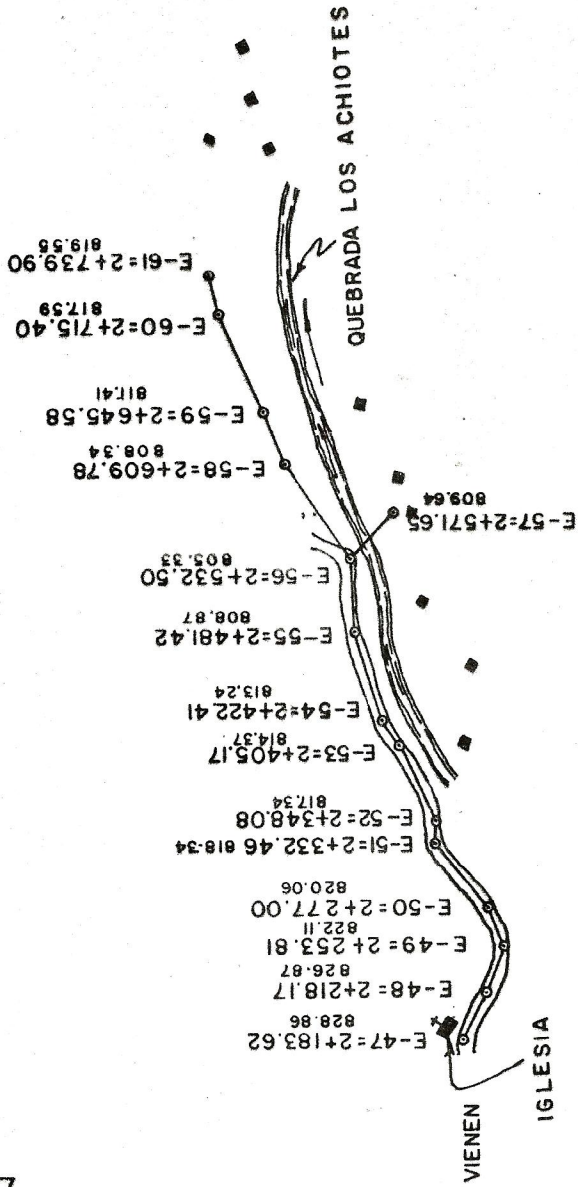 E-61=2+739.90
819.55
E-60=2+715.40
817.59
E-59=2+645.58
817.41
E-58=2+609.78
808.34
E-57=2+571.65
809.64
E-56=2+532.50
805.33
E-55=2+481.42
808.87
E-54=2+422.41
813.24
E-53=2+405.17
814.37
E-52=2+348.08
817.34
E-51=2+332.46 818.34
E-50=2+277.00
820.06
E-49=2+253.81
822.11
E-48=2+218.17
826.87
E-47=2+183.62
828.86
QUEBRADA LOS ACHIOTES
VIENEN
IGLESIA